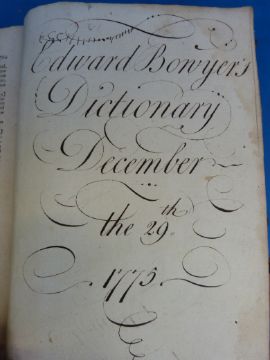 Edward Bowyer's
Dictionary
December
the 29th
1775